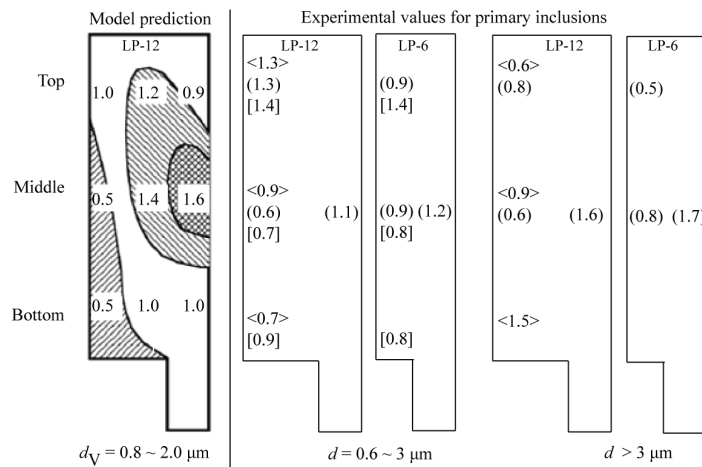 Model prediction
Experimental values for primary inclusions
LP-12
LP-12
LP-6
LP-12
LP-6
Top
1.0
1.2
0.9
<1.3>
(1.3)
[1.4]
(0.9)
[1.4]
<0.6>
(0.8)
(0.5)
Middle
0.5
1.4
1.6
<0.9>
(0.6) (1.1)
[0.7]
(0.9) (1.2)
[0.8]
<0.9>
(0.6) (1.6)
(0.8) (1.7)
Bottom
0.5
1.0
1.0
<0.7>
[0.9]
[0.8]
<1.5>
dV = 0.8 ~ 2.0 μm
d = 0.6 ~ 3 μm
d > 3 μm